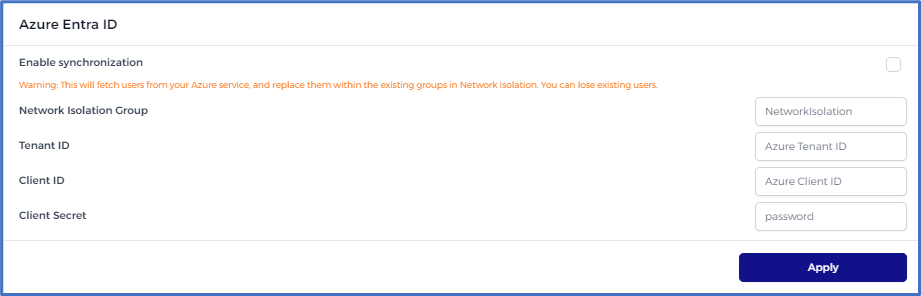 Azure Entra ID
Enable synchronization
Warning: This will fetch users from your Azure service, and replace them within the existing groups in Network Isolation. You can lose existing users.
Network Isolation Group
NetworkIsolation
Tenant ID
Azure Tenant ID
Client ID
Azure Client ID
Client Secret
password
Apply